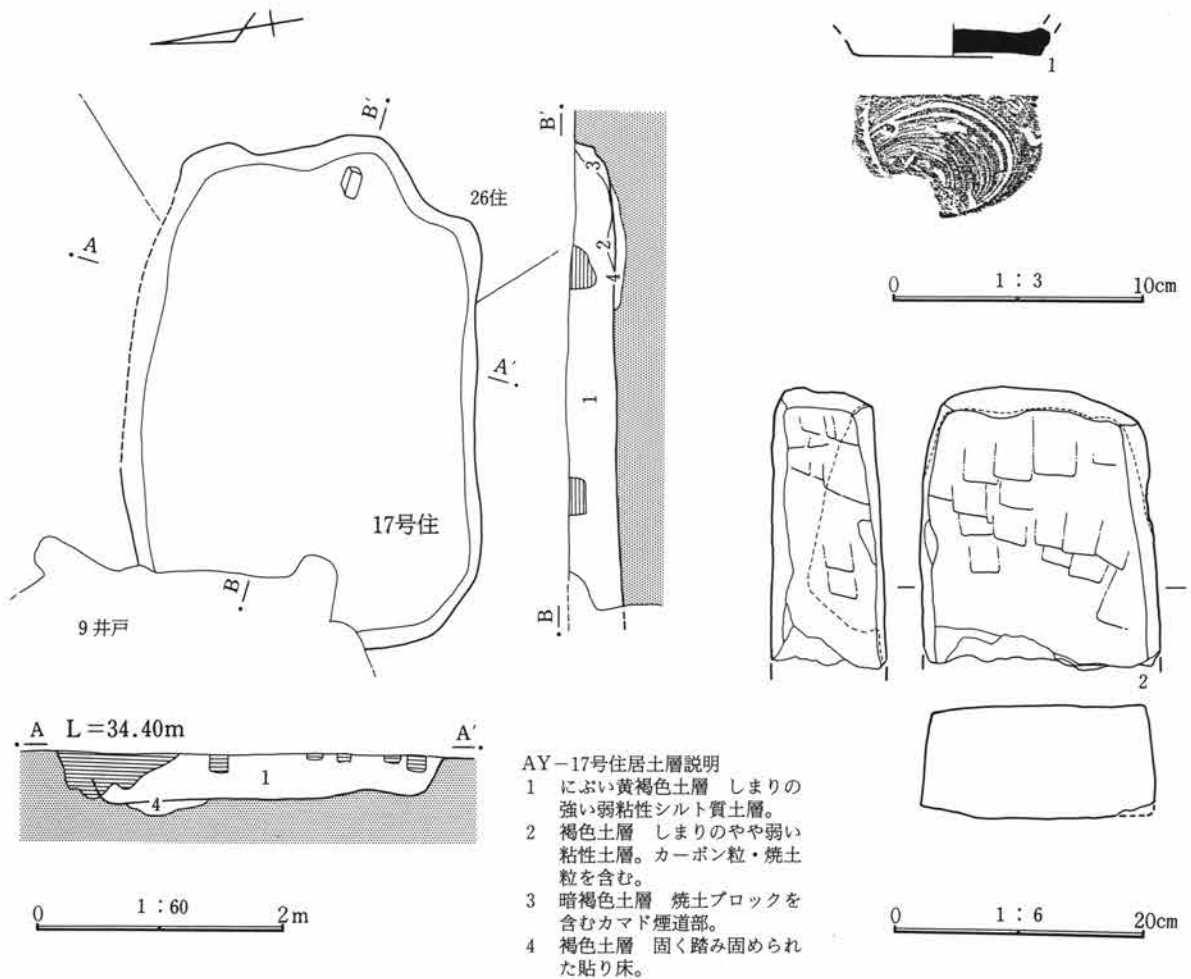 B′
A
26住
A′
17号住
B
9井戸
B′
3
2
4
1
B
A L=34.40m A′
1
4
0 1：60 2m
1
0 1：3 10cm
2
0 1：6 20cm
AY-17号住居土層説明
1 にぶい黄褐色土層 しまりの
強い弱粘性シルト質土層。
2 褐色土層 しまりのやや弱い
粘性土層。カーボン粒・焼土
粒を含む。
3 暗褐色土層 焼土ブロックを
含むカマド煙道部。
4 褐色土層 固く踏み固められ
た貼り床。